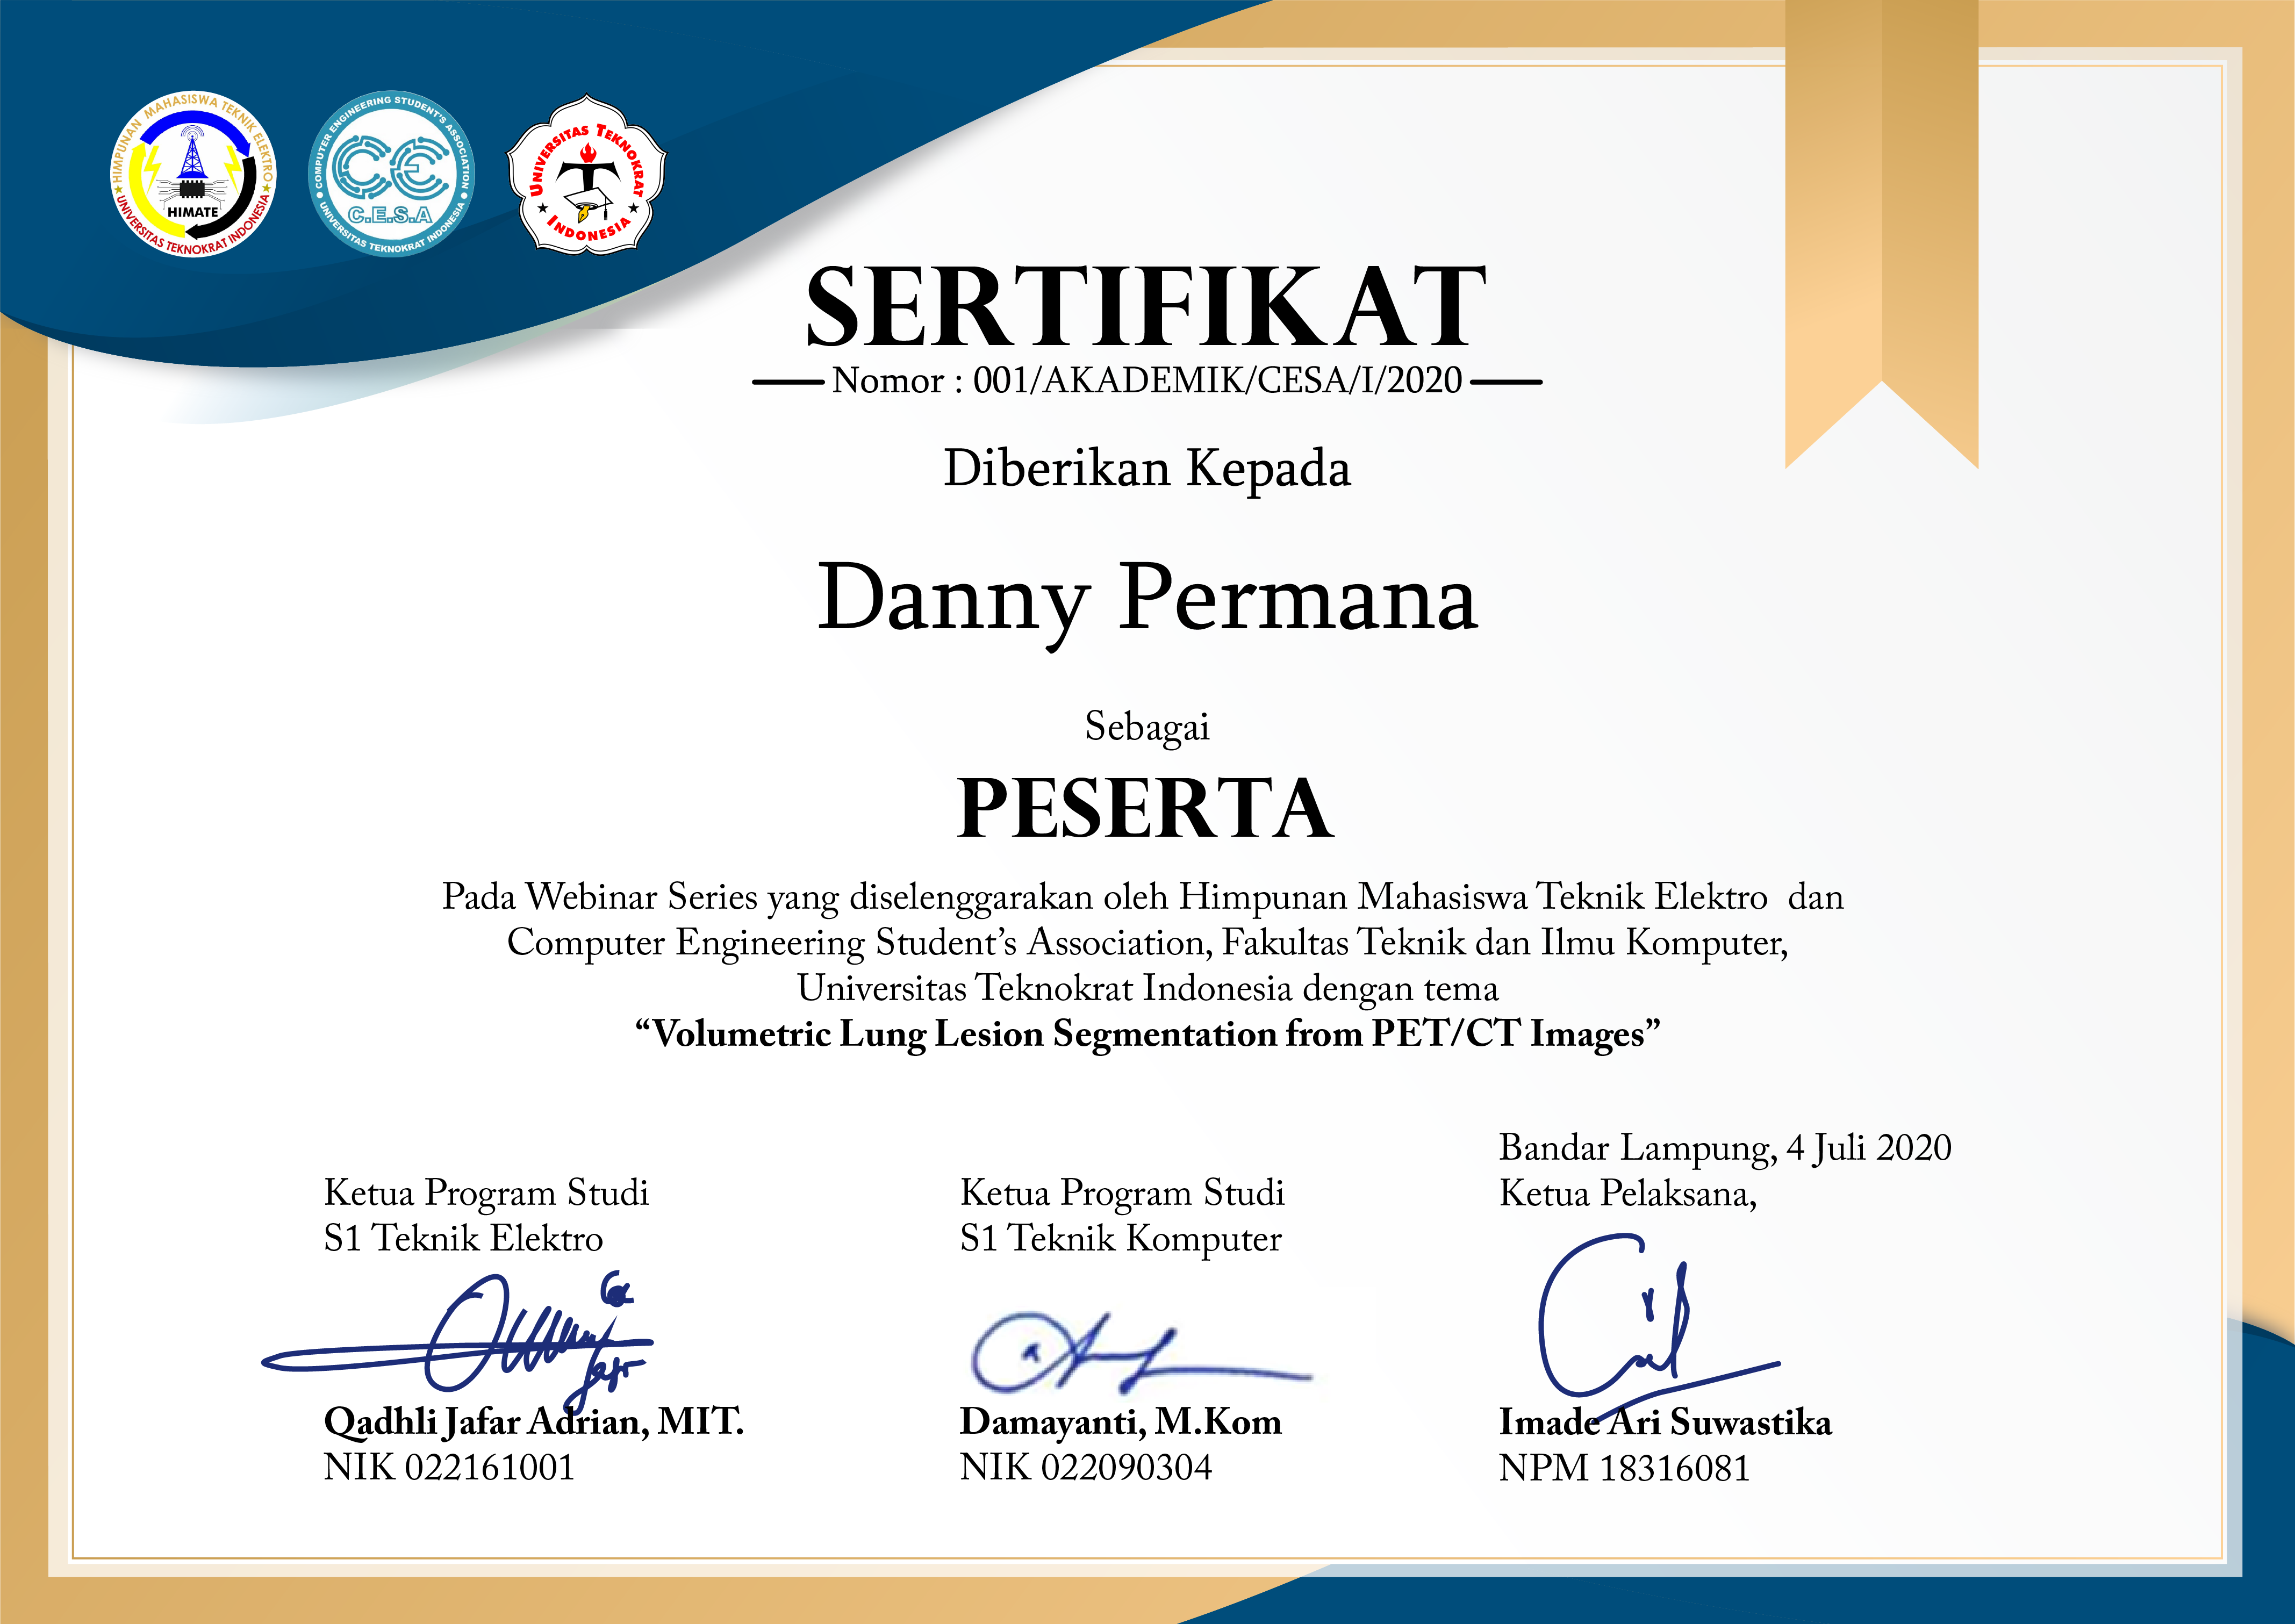 HIMPUNAN MAHASISWA TEKNIK ELEKTRO
HIMATE
UNIVERSITAS TEKNOKRAT INDONESIA
COMPUTER ENGINEERING STUDENT'S ASSOCIATION
CE
C.E.S.A
UNIVERSITAS TEKNOKRAT INDONESIA
UNIVERSITAS TEKNOKRAT
INDONESIA
SERTIFIKAT
Nomor : 001/AKADEMIK/CESA/I/2020
Diberikan Kepada
Danny Permana
Sebagai
PESERTA
Pada Webinar Series yang diselenggarakan oleh Himpunan Mahasiswa Teknik Elektro dan
Computer Engineering Student’s Association, Fakultas Teknik dan Ilmu Komputer,
Universitas Teknokrat Indonesia dengan tema
“Volumetric Lung Lesion Segmentation from PET/CT Images”
Ketua Program Studi
S1 Teknik Elektro
Qadhli Jafar Adrian, MIT.
NIK 022161001
Ketua Program Studi
S1 Teknik Komputer
Damayanti, M.Kom
NIK 022090304
Bandar Lampung, 4 Juli 2020
Ketua Pelaksana,
Imade Ari Suwastika
NPM 18316081